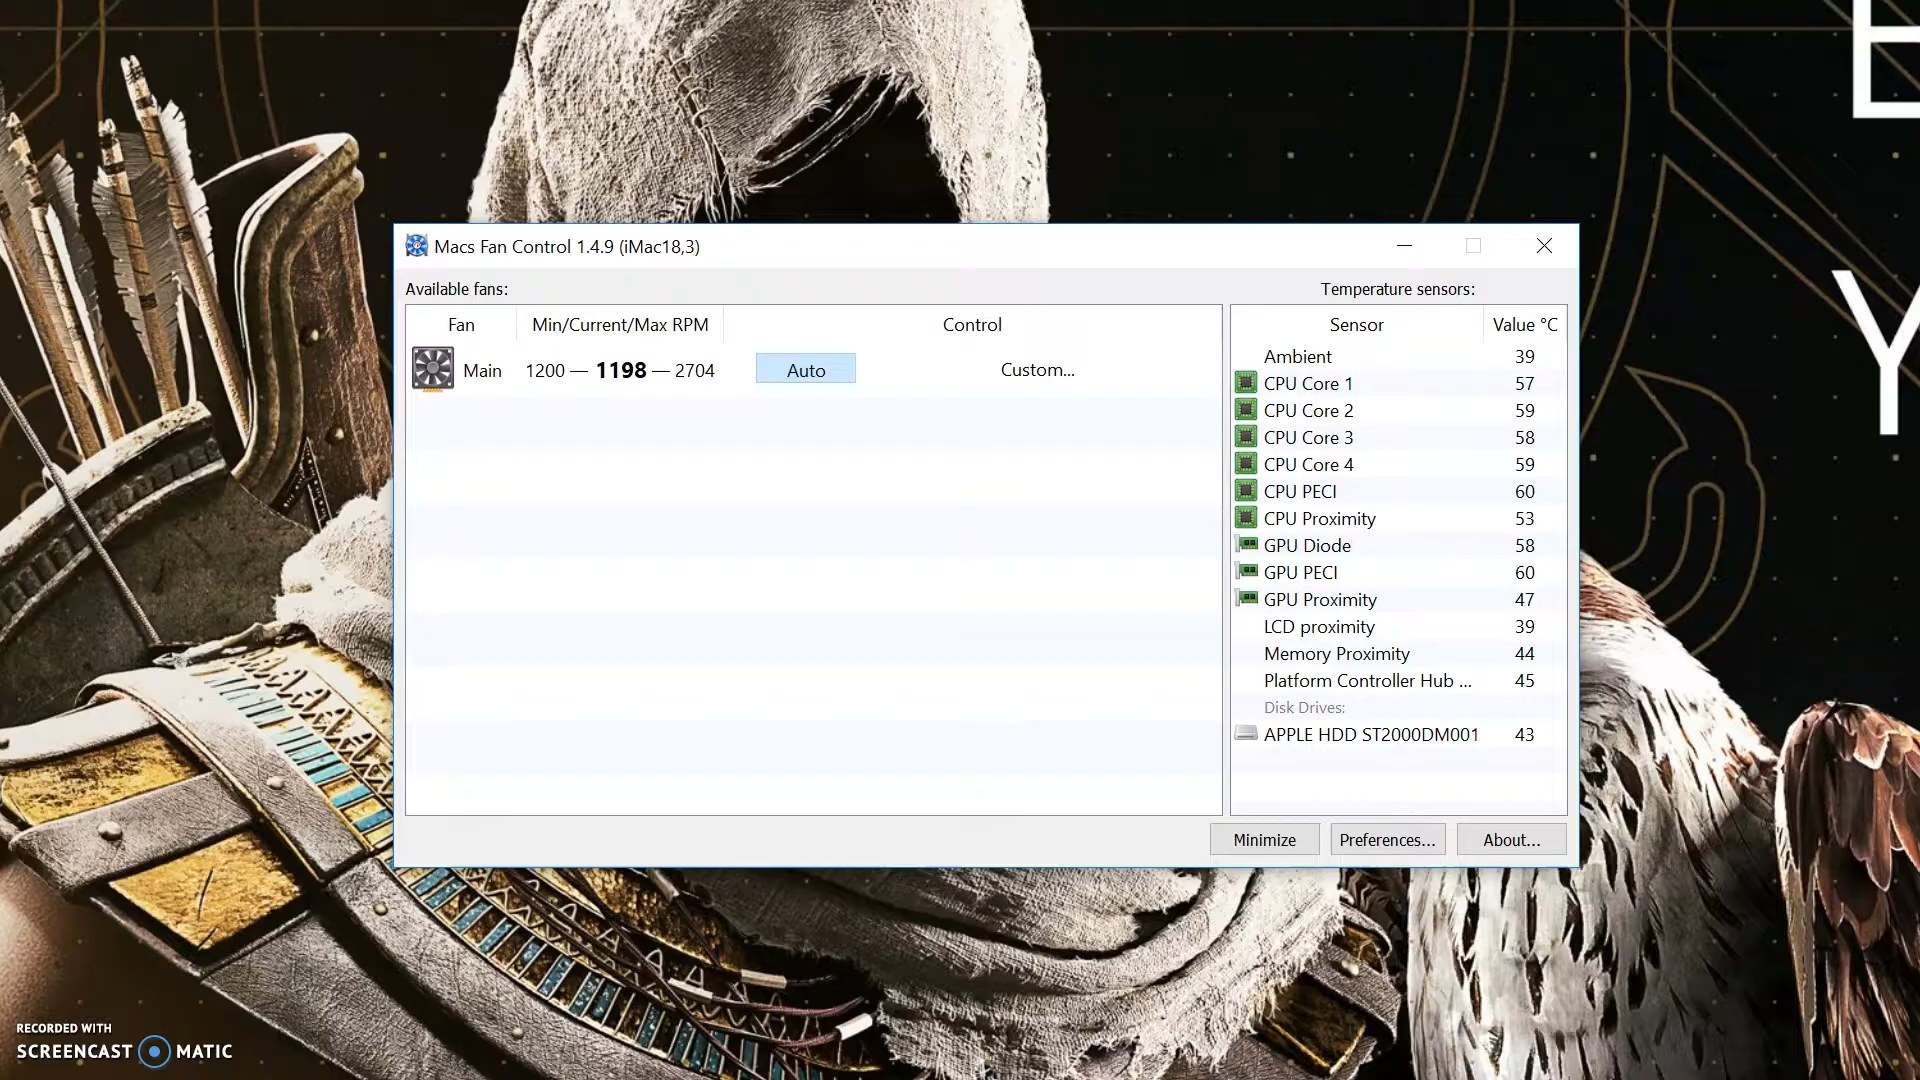 E
Y
Macs Fan Control 1.4.9 (iMac18,3)
Available fans:
Temperature sensors:
Fan Min/Current/Max RPM Control
Sensor Value °C
Main 1200 — 1198 — 2704 Auto Custom...
Ambient 39
CPU Core 1 57
CPU Core 2 59
CPU Core 3 58
CPU Core 4 59
CPU PECI 60
CPU Proximity 53
GPU Diode 58
GPU PECI 60
GPU Proximity 47
LCD proximity 39
Memory Proximity 44
Platform Controller Hub ... 45
Disk Drives:
APPLE HDD ST2000DM001 43
Minimize Preferences... About...
RECORDED WITH
SCREENCAST MATIC